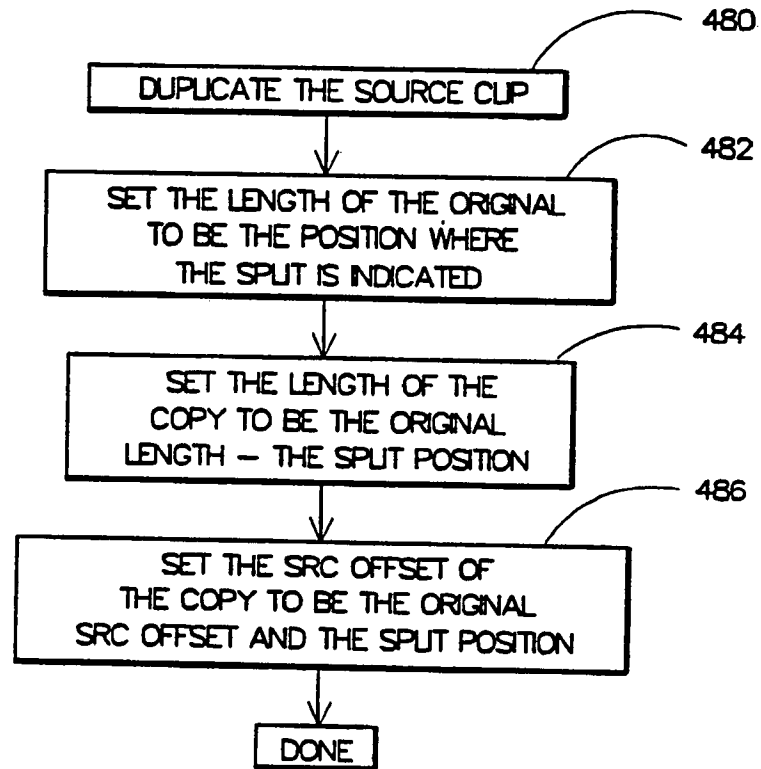 480
DUPLICATE THE SOURCE CLIP
482
SET THE LENGTH OF THE ORIGINAL
TO BE THE POSITION WHERE
THE SPLIT IS INDICATED
484
SET THE LENGTH OF THE
COPY TO BE THE ORIGINAL
LENGTH – THE SPLIT POSITION
486
SET THE SRC OFFSET OF
THE COPY TO BE THE ORIGINAL
SRC OFFSET AND THE SPLIT POSITION
DONE